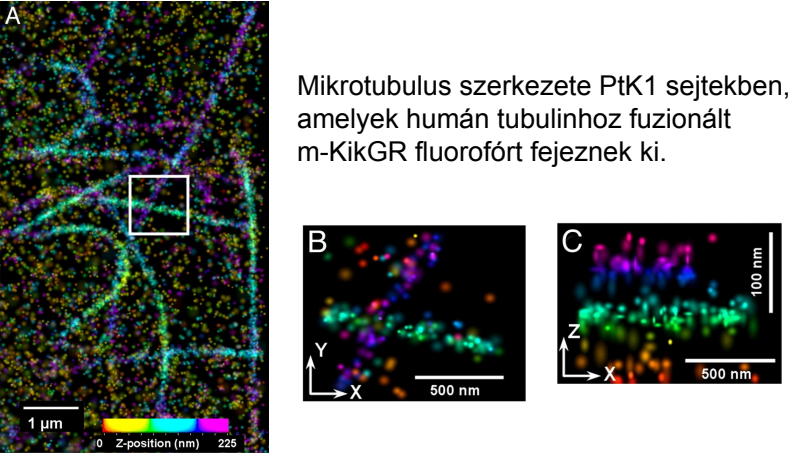 A
Mikrotubulus szerkezete PtK1 sejtekben,
amelyek humán tubulinhoz fuzionált
m-KikGR fluorofórt fejeznek ki.
B
Y
X
500 nm
C
100 nm
Z
X
500 nm
1 µm
0 Z-position (nm) 225